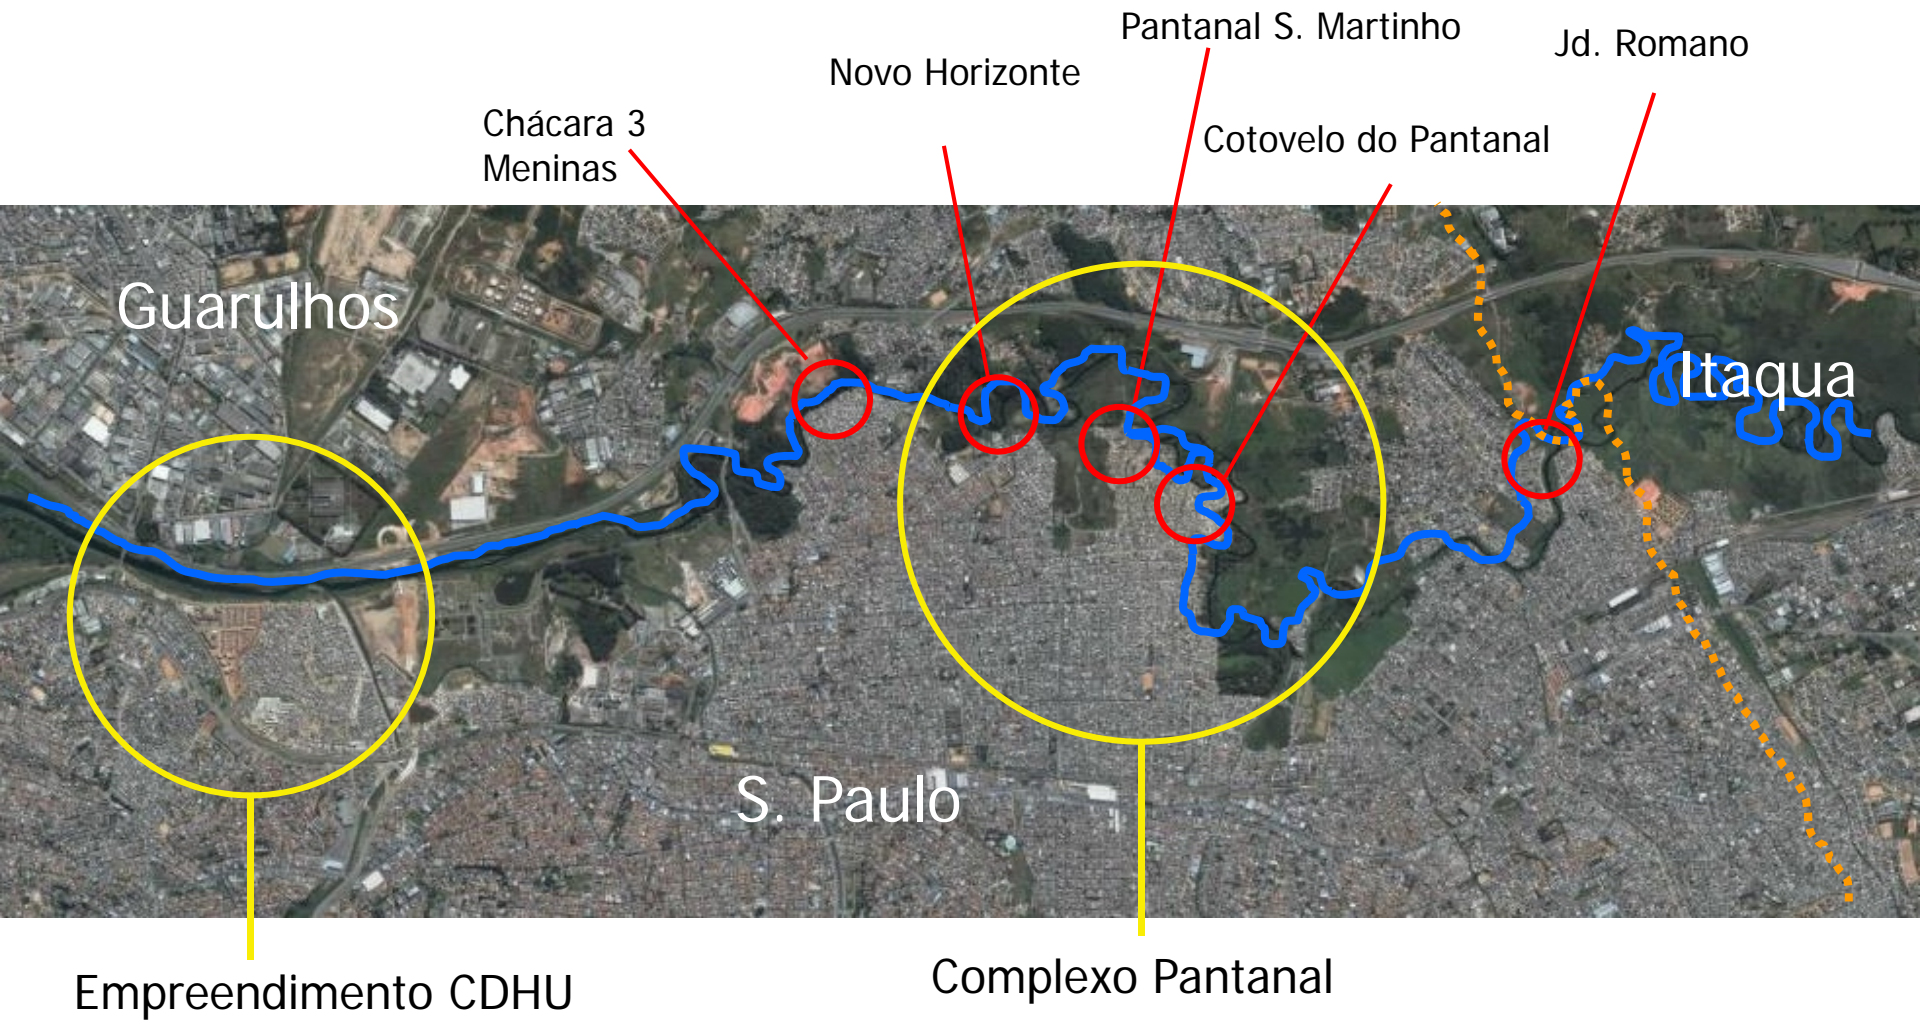 Pantanal S. Martinho
Jd. Romano
Novo Horizonte
Chácara 3
Meninas
Cotovelo do Pantanal
Guarulhos
Itaqua
S. Paulo
Empreendimento CDHU
Complexo Pantanal